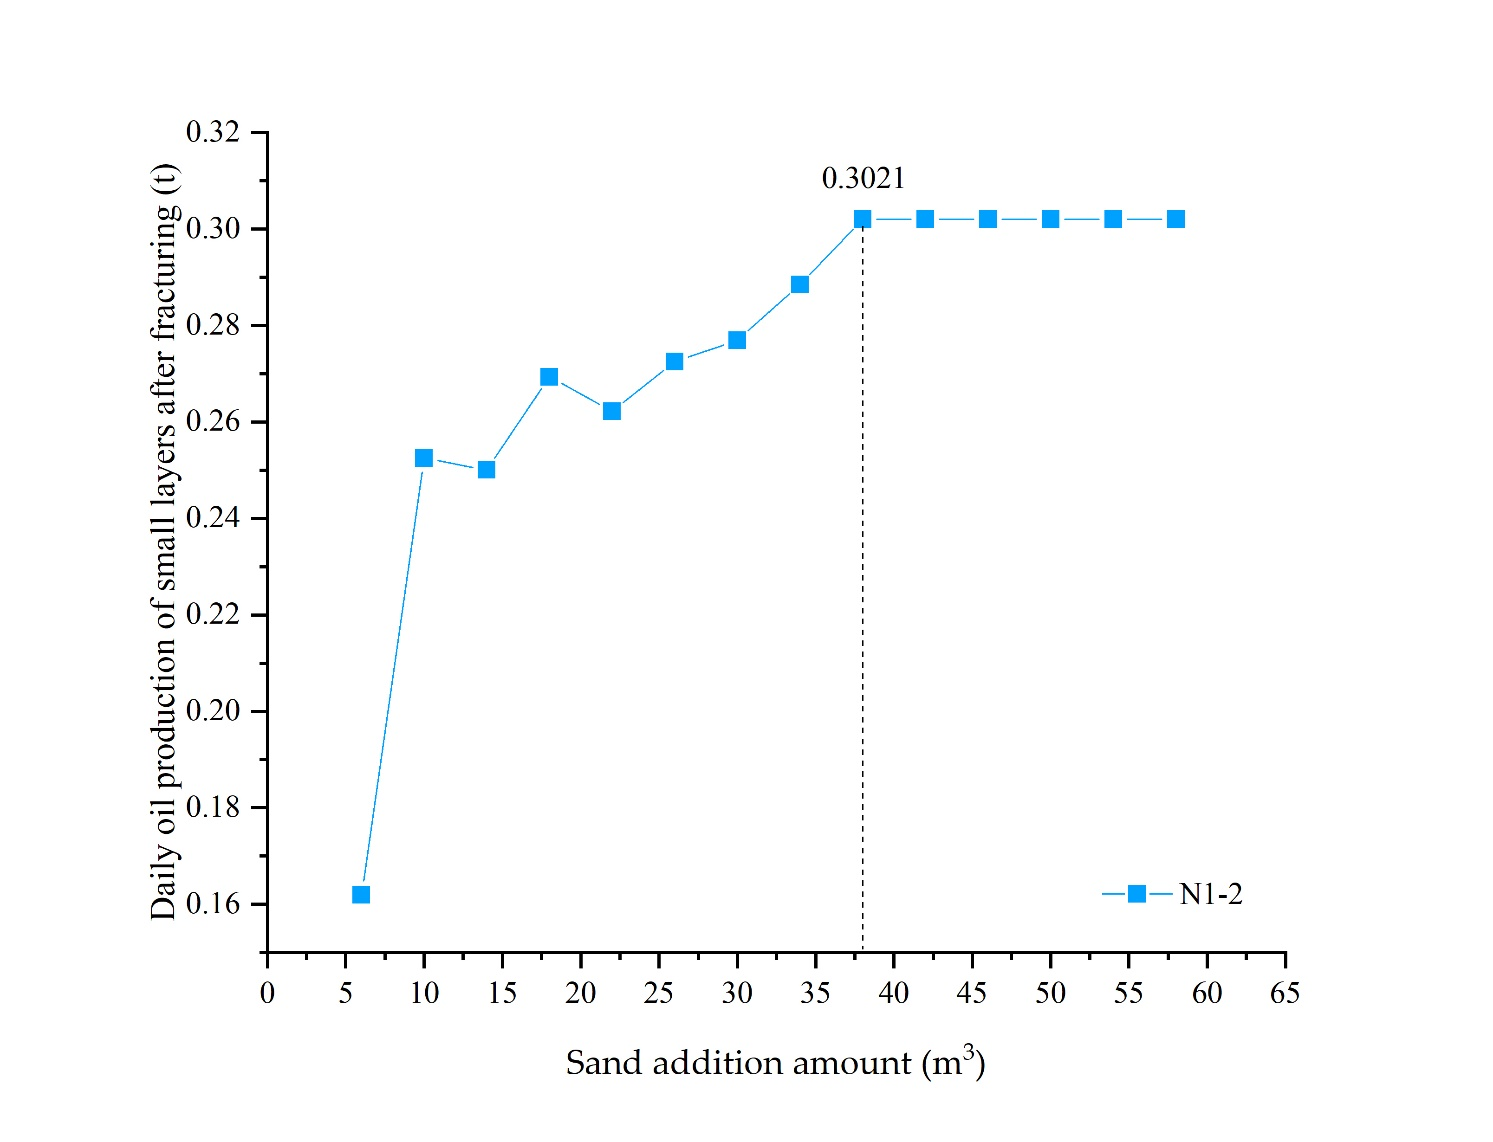 Daily oil production of small layers after fracturing (t)
0.32
0.30
0.28
0.26
0.24
0.22
0.20
0.18
0.16
0.3021
N1-2
0 5 10 15 20 25 30 35 40 45 50 55 60 65
Sand addition amount (m³)